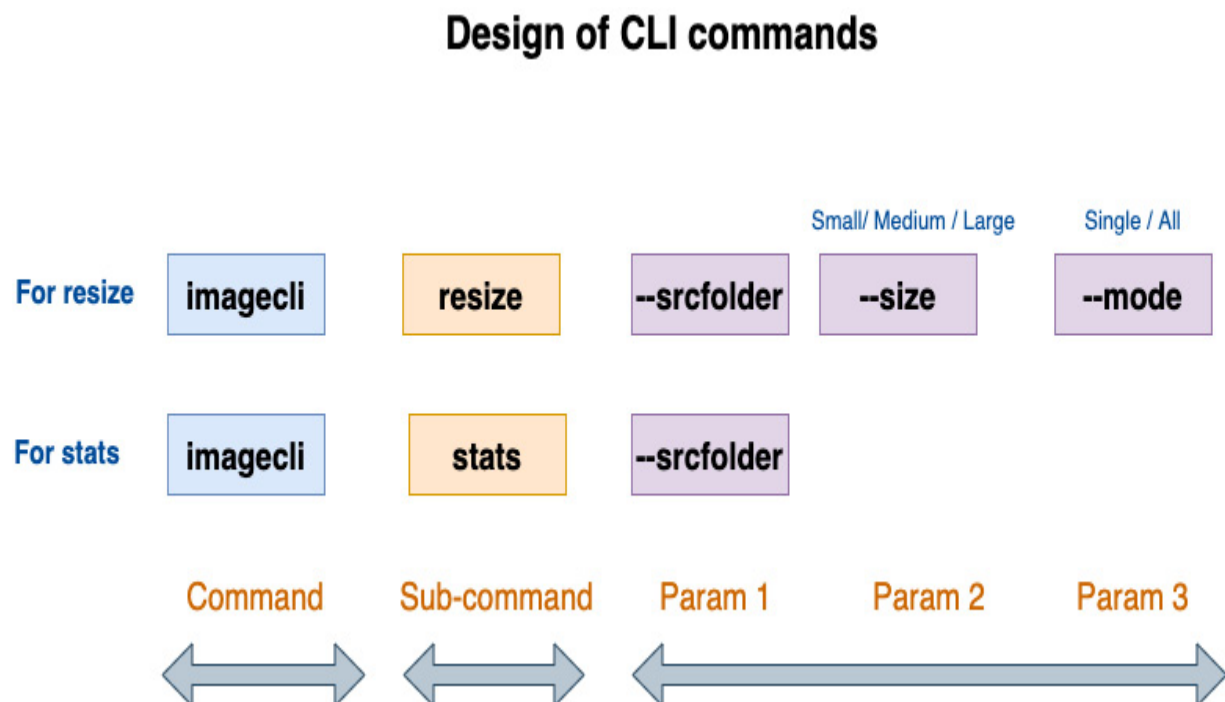 Design of CLI commands
Small/ Medium / Large
Single / All
For resize
imagecli
resize
--srcfolder
--size
--mode
For stats
imagecli
stats
--srcfolder
Command
Sub-command
Param 1
Param 2
Param 3